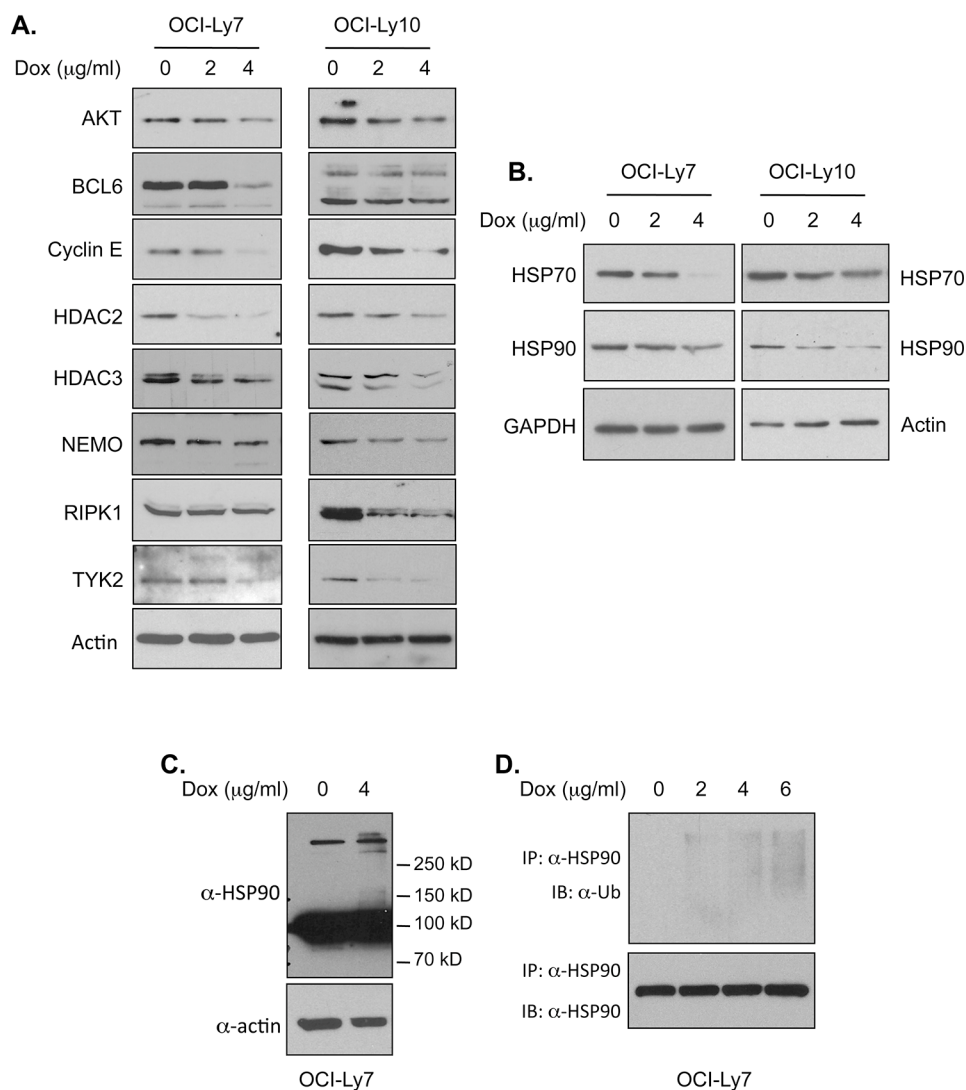 A.
OCI-Ly7 OCI-Ly10
Dox (μg/ml) 0 2 4 0 2 4
AKT
BCL6
Cyclin E
HDAC2
HDAC3
NEMO
RIPK1
TYK2
Actin
B.
OCI-Ly7 OCI-Ly10
Dox (μg/ml) 0 2 4 0 2 4
HSP70 HSP70
HSP90 HSP90
GAPDH Actin
C.
Dox (μg/ml) 0 4
250 kD
α-HSP90 150 kD
100 kD
70 kD
α-actin
OCI-Ly7
D.
Dox (μg/ml) 0 2 4 6
IP: α-HSP90
IB: α-Ub
IP: α-HSP90
IB: α-HSP90
OCI-Ly7